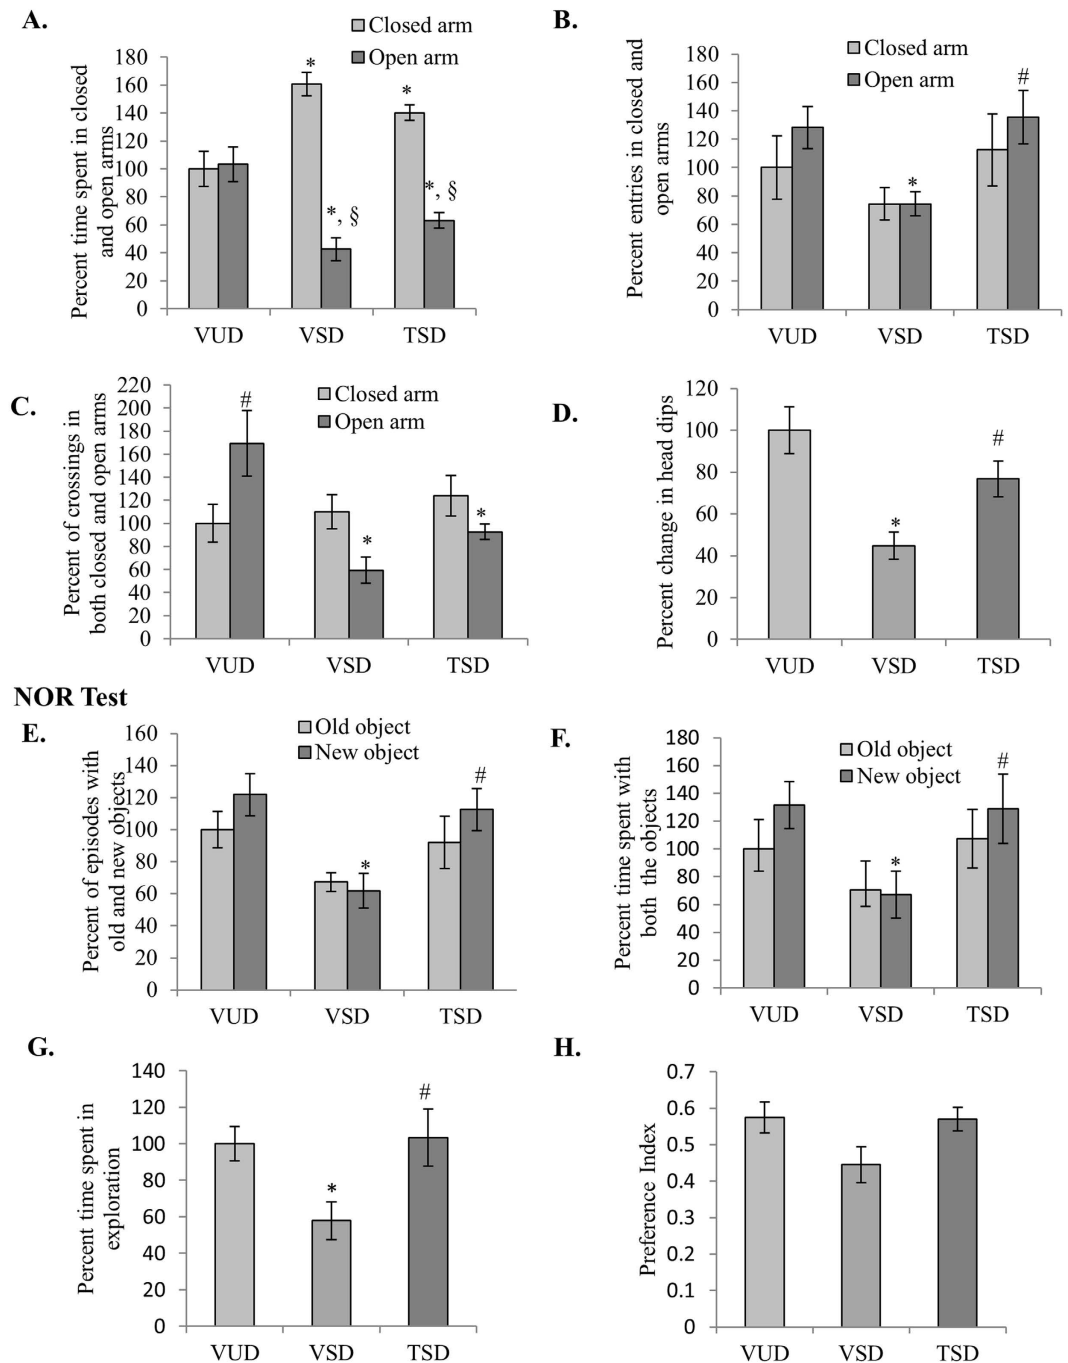 A.
Closed arm
Open arm
Percent time spent in closed
and open arms
180
160
140
120
100
80
60
40
20
0
*
*, §
*
*, §
VUD
VSD
TSD
B.
Closed arm
Open arm
Percent entries in closed and
open arms
180
160
140
120
100
80
60
40
20
0
*
#
VUD
VSD
TSD
C.
Closed arm
Open arm
Percent of crossings in
both closed and open arms
220
200
180
160
140
120
100
80
60
40
20
0
#
*
*
VUD
VSD
TSD
D.
Percent change in head dips
120
100
80
60
40
20
0
*
#
VUD
VSD
TSD
NOR Test
E.
Old object
New object
Percent of episodes with
old and new objects
160
140
120
100
80
60
40
20
0
*
#
VUD
VSD
TSD
F.
Old object
New object
Percent time spent with
both the objects
180
160
140
120
100
80
60
40
20
0
*
#
VUD
VSD
TSD
G.
Percent time spent in
exploration
140
120
100
80
60
40
20
0
*
#
VUD
VSD
TSD
H.
Preference Index
0.7
0.6
0.5
0.4
0.3
0.2
0.1
0
VUD
VSD
TSD